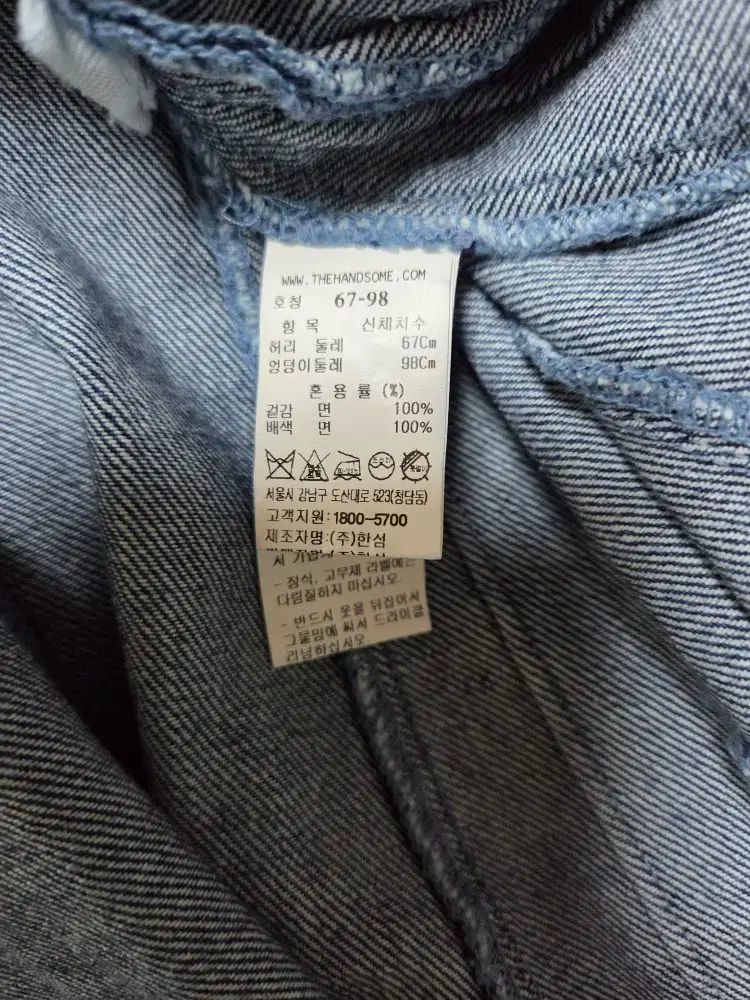 WWW.THEHANDSOME.COM
호칭 67-98
항 목 신체치수
허리 둘레 67Cm
엉덩이둘레 98Cm
혼 용 률 (%)
겉감 면 100%
배색 면 100%
서울시 강남구 도산대로 523(청담동)
고객지원:1800-5700
제조자명:(주)한섬
- 장식, 고무제 라벨에는
다림질하지 마십시오.
- 반드시 옷을 뒤집어서
그물망에 써서 드라이클
리닝하십시오.